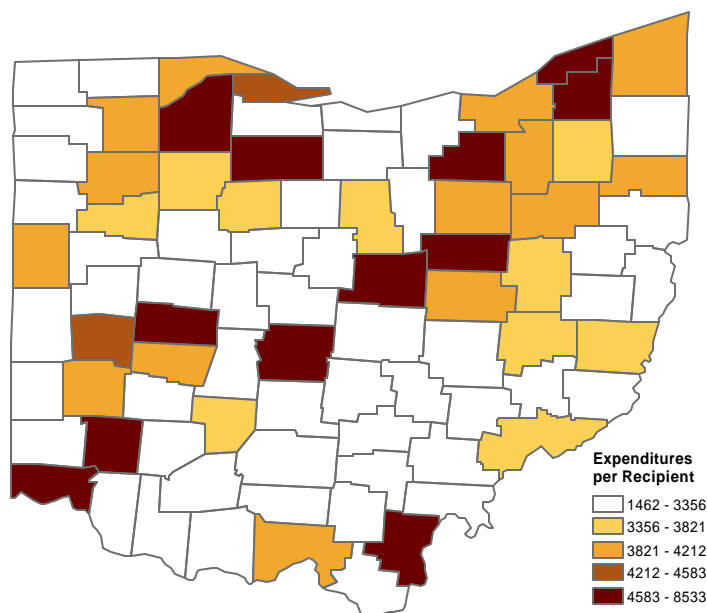 Expenditures
per Recipient
1462 - 3356
3356 - 3821
3821 - 4212
4212 - 4583
4583 - 8533